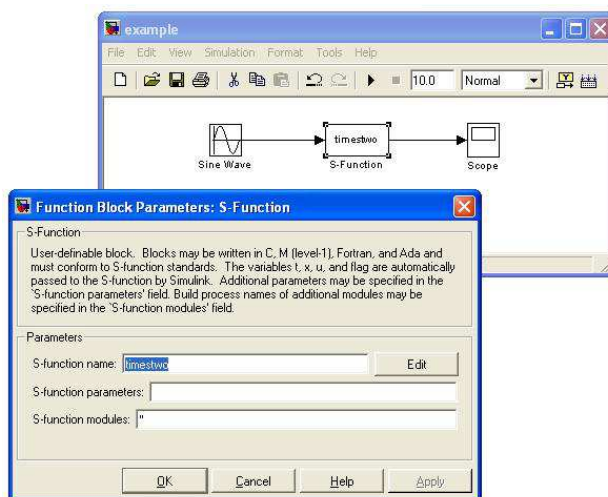 example
File Edit View Simulation Format Tools Help
10.0 Normal
timestwo
Sine Wave S-Function Scope
Function Block Parameters: S-Function
S-Function
User-definable block. Blocks may be written in C, M (level-1), Fortran, and Ada and
must conform to S-function standards. The variables t, x, u, and flag are automatically
passed to the S-function by Simulink. Additional parameters may be specified in the
'S-function parameters' field. Build process names of additional modules may be
specified in the 'S-function modules' field.
Parameters
S-function name: timestwo Edit
S-function parameters:
S-function modules: ''
OK Cancel Help Apply